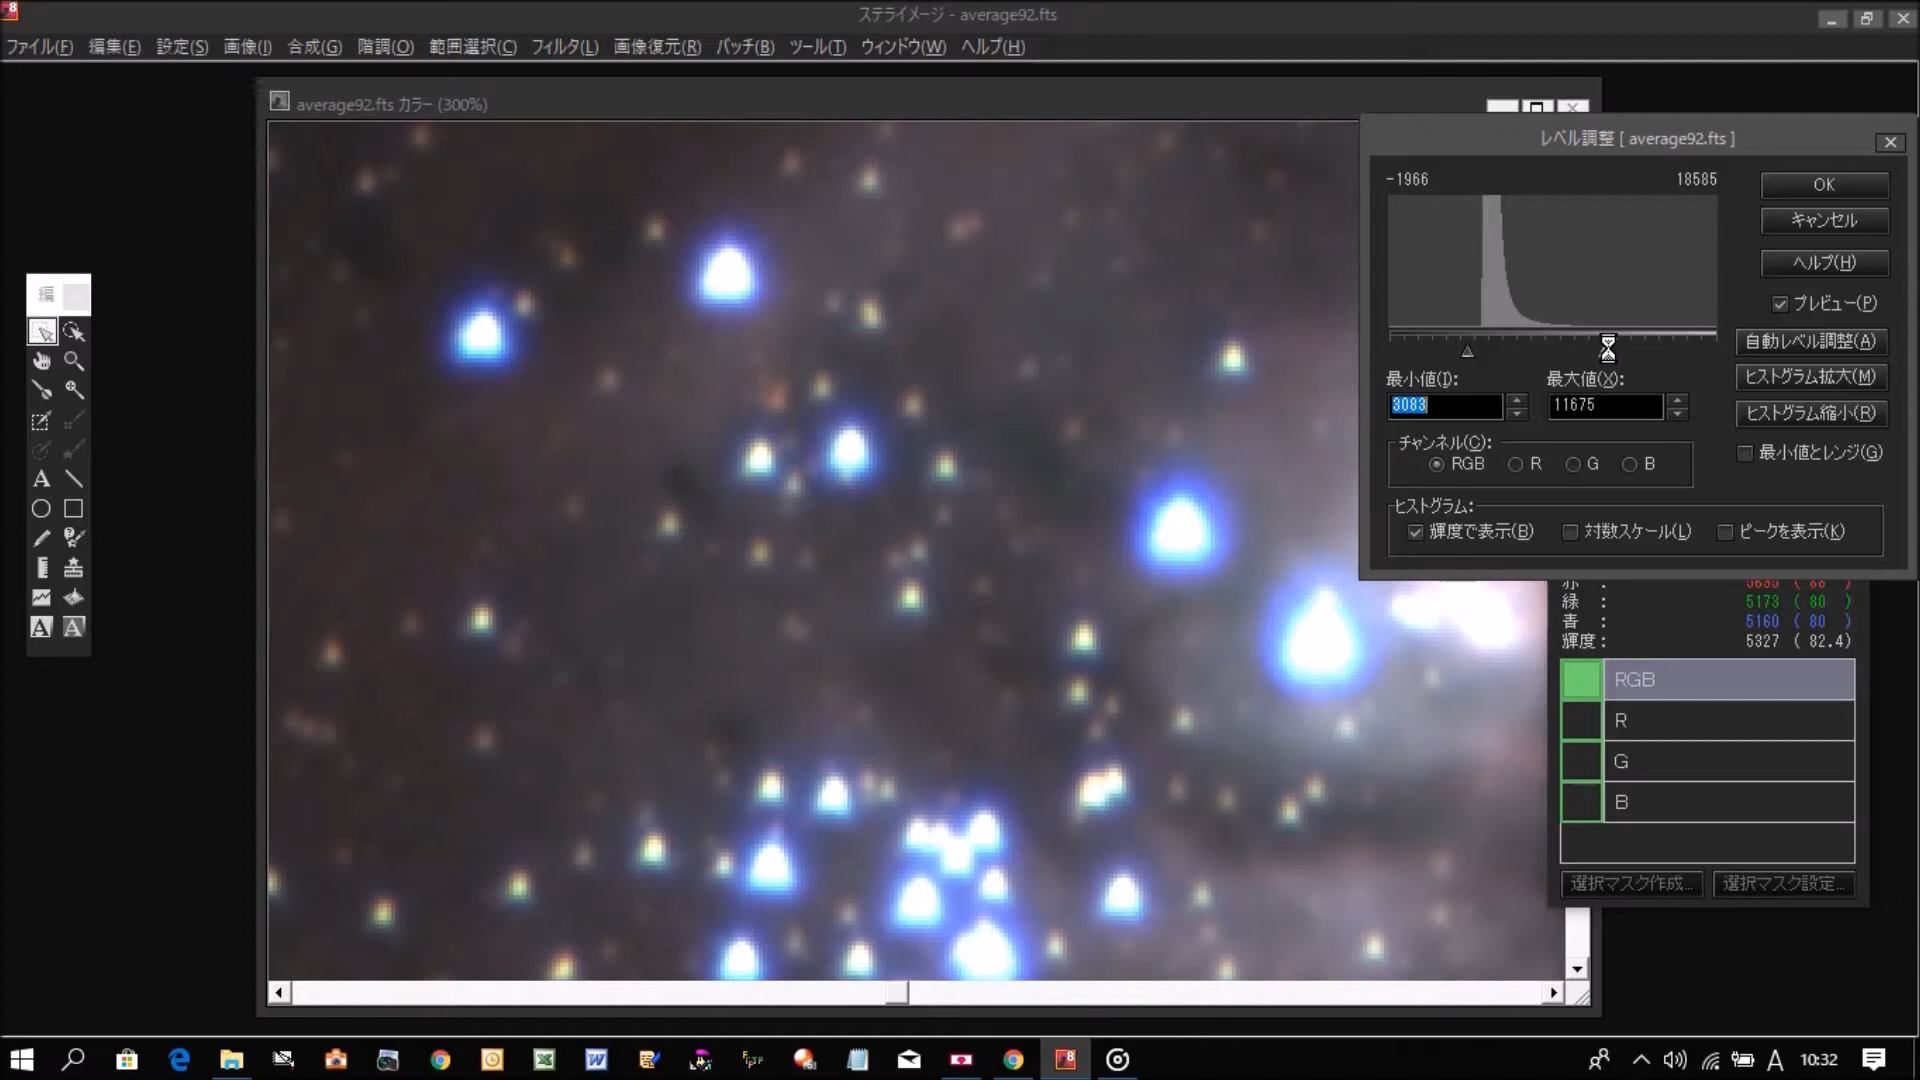 ステライメージ - average92.fts
ファイル(F) 編集(E) 設定(S) 画像(I) 合成(G) 階調(O) 範囲選択(C) フィルタ(L) 画像復元(R) バッチ(B) ツール(T) ウィンドウ(W) ヘルプ(H)
average92.fts カラー (300%)
編
レベル調整 [ average92.fts ]
-1966 18585
OK
キャンセル
ヘルプ(H)
プレビュー(P)
自動レベル調整(A)
最小値(I): 最大値(X):
ヒストグラム拡大(M)
3083 11675
ヒストグラム縮小(R)
チャンネル(C):
RGB R G B
最小値とレンジ(G)
ヒストグラム:
輝度で表示(B) 対数スケール(L) ピークを表示(K)
緑 : 5173 ( 80 )
青 : 5160 ( 80 )
輝度: 5327 ( 82.4)
RGB
R
G
B
選択マスク作成... 選択マスク設定...
A 10:32